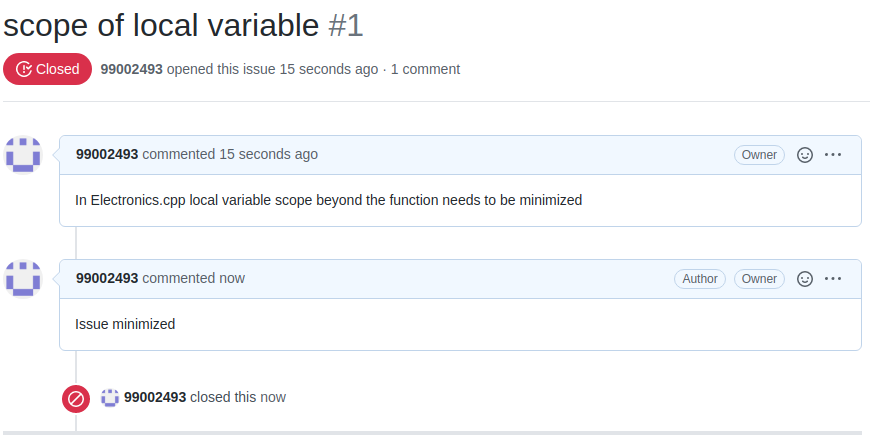 scope of local variable #1
Closed 99002493 opened this issue 15 seconds ago · 1 comment
99002493 commented 15 seconds ago Owner
In Electronics.cpp local variable scope beyond the function needs to be minimized
99002493 commented now Author Owner
Issue minimized
99002493 closed this now